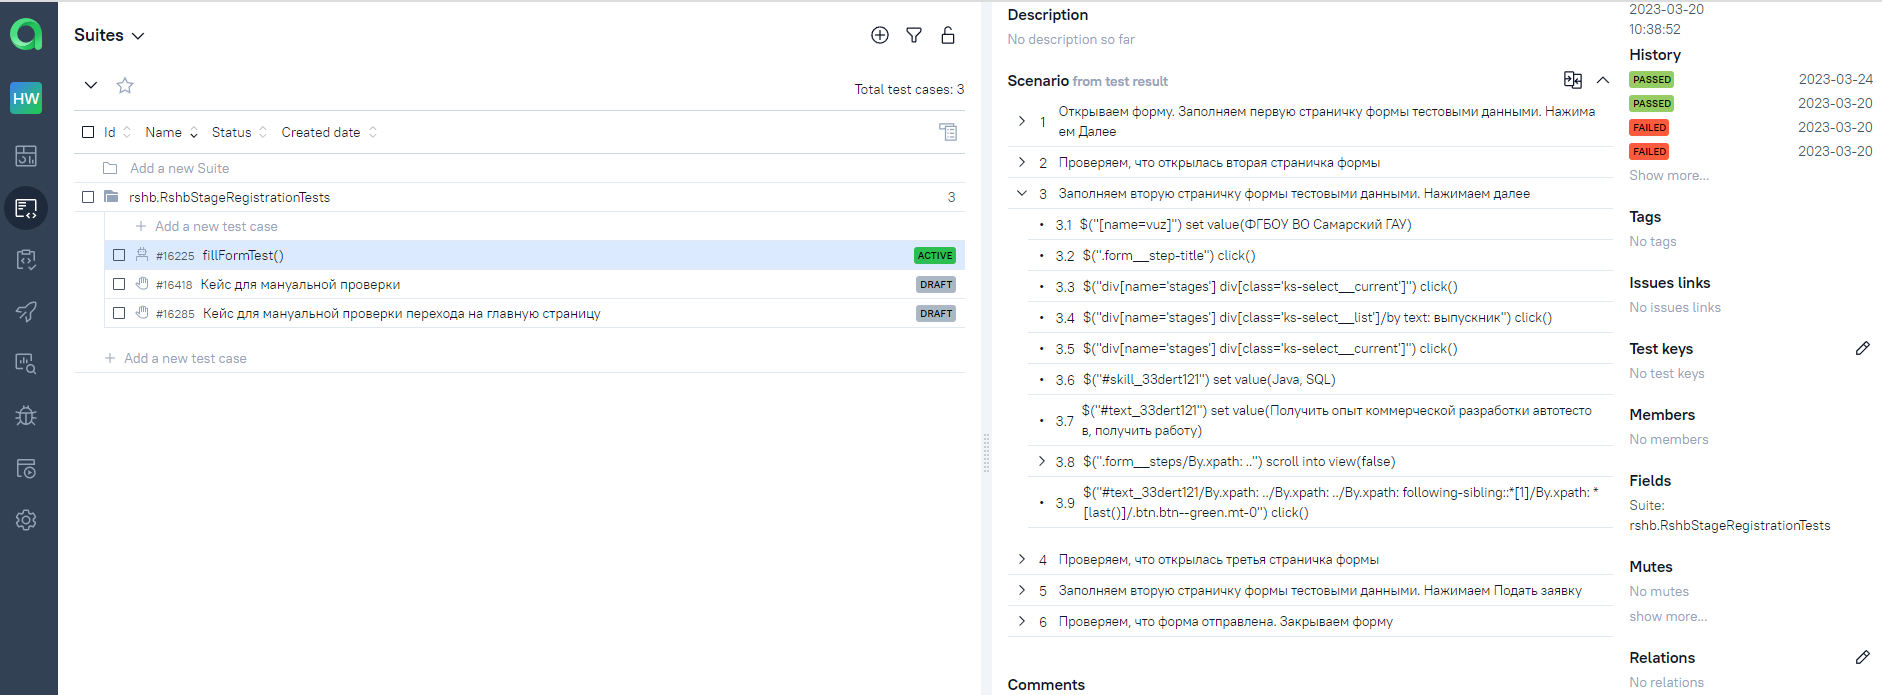 HW
Suites
Total test cases: 3
Id Name Status Created date
Add a new Suite
rshb.RshbStageRegistrationTests 3
Add a new test case
#16225 fillFormTest() ACTIVE
#16418 Кейс для мануальной проверки DRAFT
#16285 Кейс для мануальной проверки перехода на главную страницу DRAFT
Add a new test case
Description
No description so far
Scenario from test result
1 Открываем форму. Заполняем первую страничку формы тестовыми данными. Нажима
ем Далее
2 Проверяем, что открылась вторая страничка формы
3 Заполняем вторую страничку формы тестовыми данными. Нажимаем далее
3.1 $("[name=vuz]") set value(ФГБОУ ВО Самарский ГАУ)
3.2 $(".form__step-title") click()
3.3 $("div[name='stages'] div[class='ks-select__current']") click()
3.4 $("div[name='stages'] div[class='ks-select__list']/by text: выпускник") click()
3.5 $("div[name='stages'] div[class='ks-select__current']") click()
3.6 $("#skill_33dert121") set value(Java, SQL)
3.7 $("#text_33dert121") set value(Получить опыт коммерческой разработки автотесто
в, получить работу)
3.8 $(".form__steps/By.xpath: ..") scroll into view(false)
3.9 $("#text_33dert121/By.xpath: ../By.xpath: ../By.xpath: following-sibling::*[1]/By.xpath: *
[last()]/.btn.btn--green.mt-0") click()
4 Проверяем, что открылась третья страничка формы
5 Заполняем вторую страничку формы тестовыми данными. Нажимаем Подать заявку
6 Проверяем, что форма отправлена. Закрываем форму
Comments
2023-03-20
10:38:52
History
PASSED 2023-03-24
PASSED 2023-03-20
FAILED 2023-03-20
FAILED 2023-03-20
Show more...
Tags
No tags
Issues links
No issues links
Test keys
No test keys
Members
No members
Fields
Suite:
rshb.RshbStageRegistrationTests
Mutes
No mutes
show more...
Relations
No relations